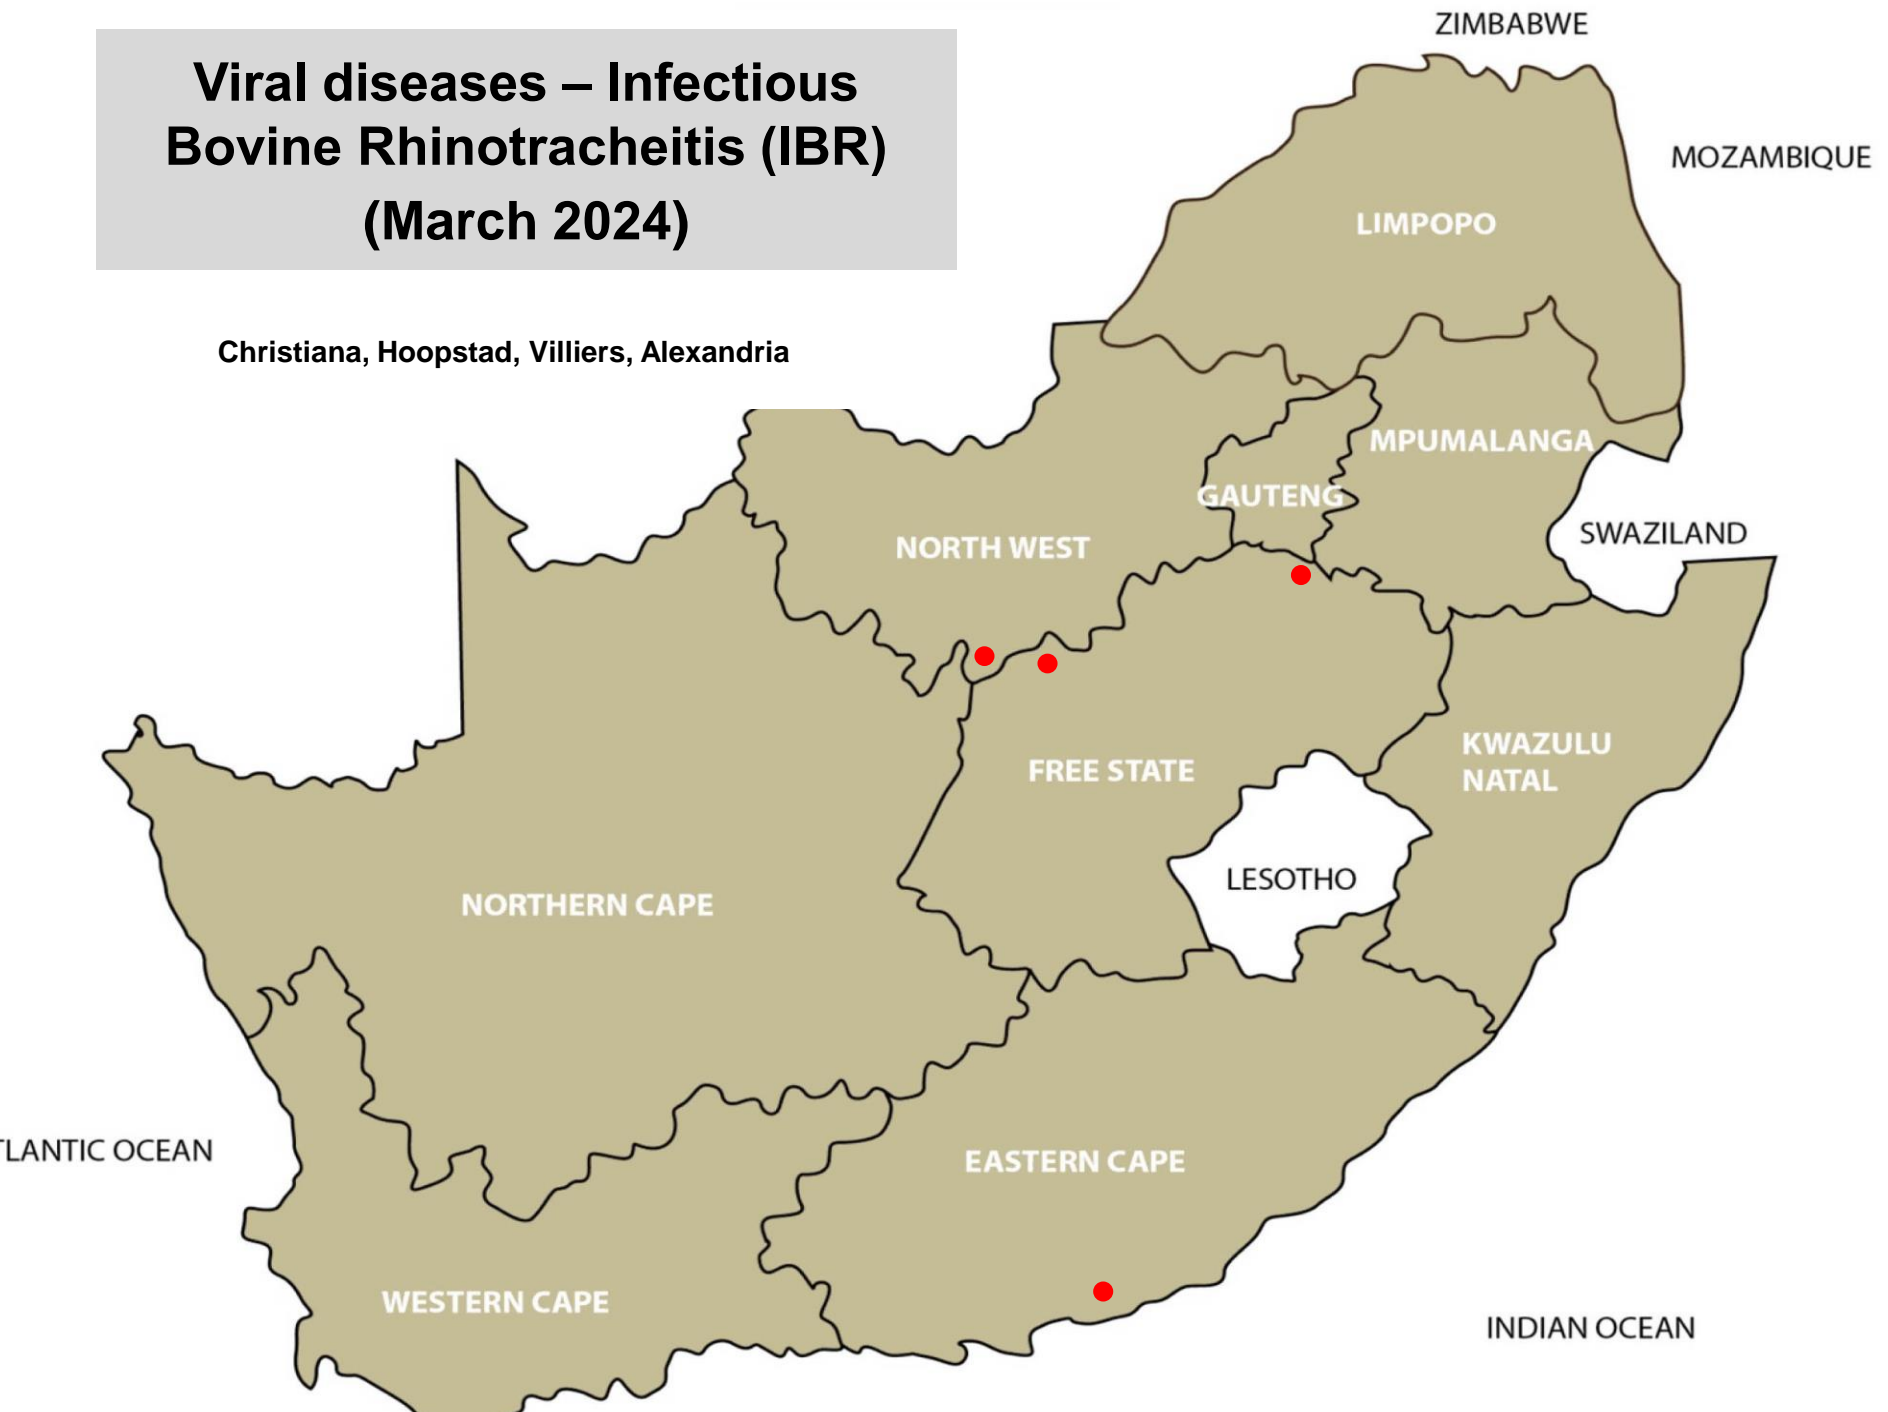 Viral diseases – Infectious
Bovine Rhinotracheitis (IBR)
(March 2024)
Christiana, Hoopstad, Villiers, Alexandria
ZIMBABWE
MOZAMBIQUE
LIMPOPO
MPUMALANGA
GAUTENG
SWAZILAND
NORTH WEST
KWAZULU
NATAL
FREE STATE
LESOTHO
NORTHERN CAPE
TLANTIC OCEAN
EASTERN CAPE
WESTERN CAPE
INDIAN OCEAN